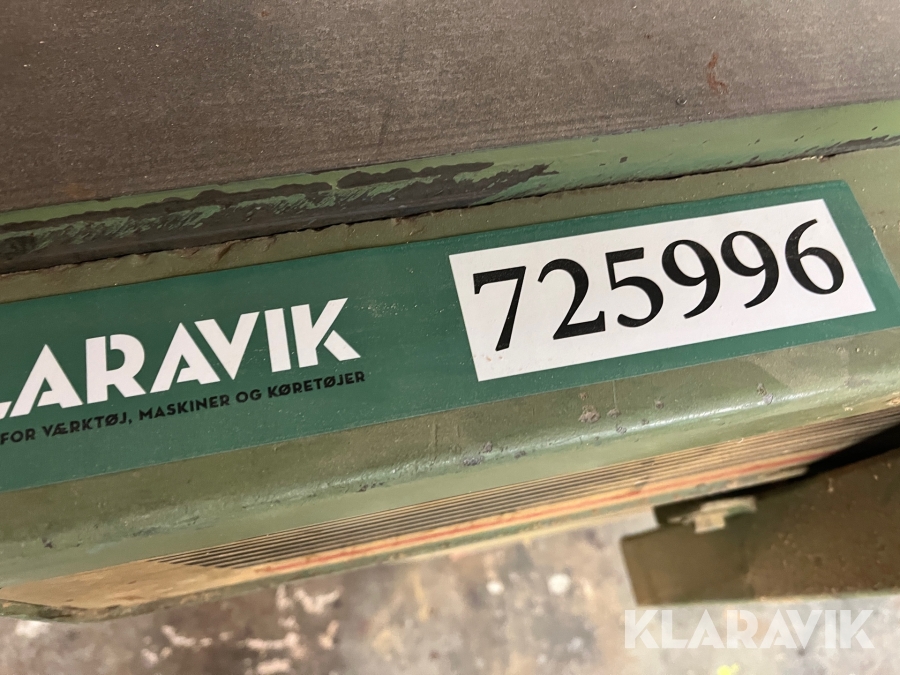 LARAVIK
FOR VÆRKTØJ, MASKINER OG KØRETØJER
725996
KLARAVIK